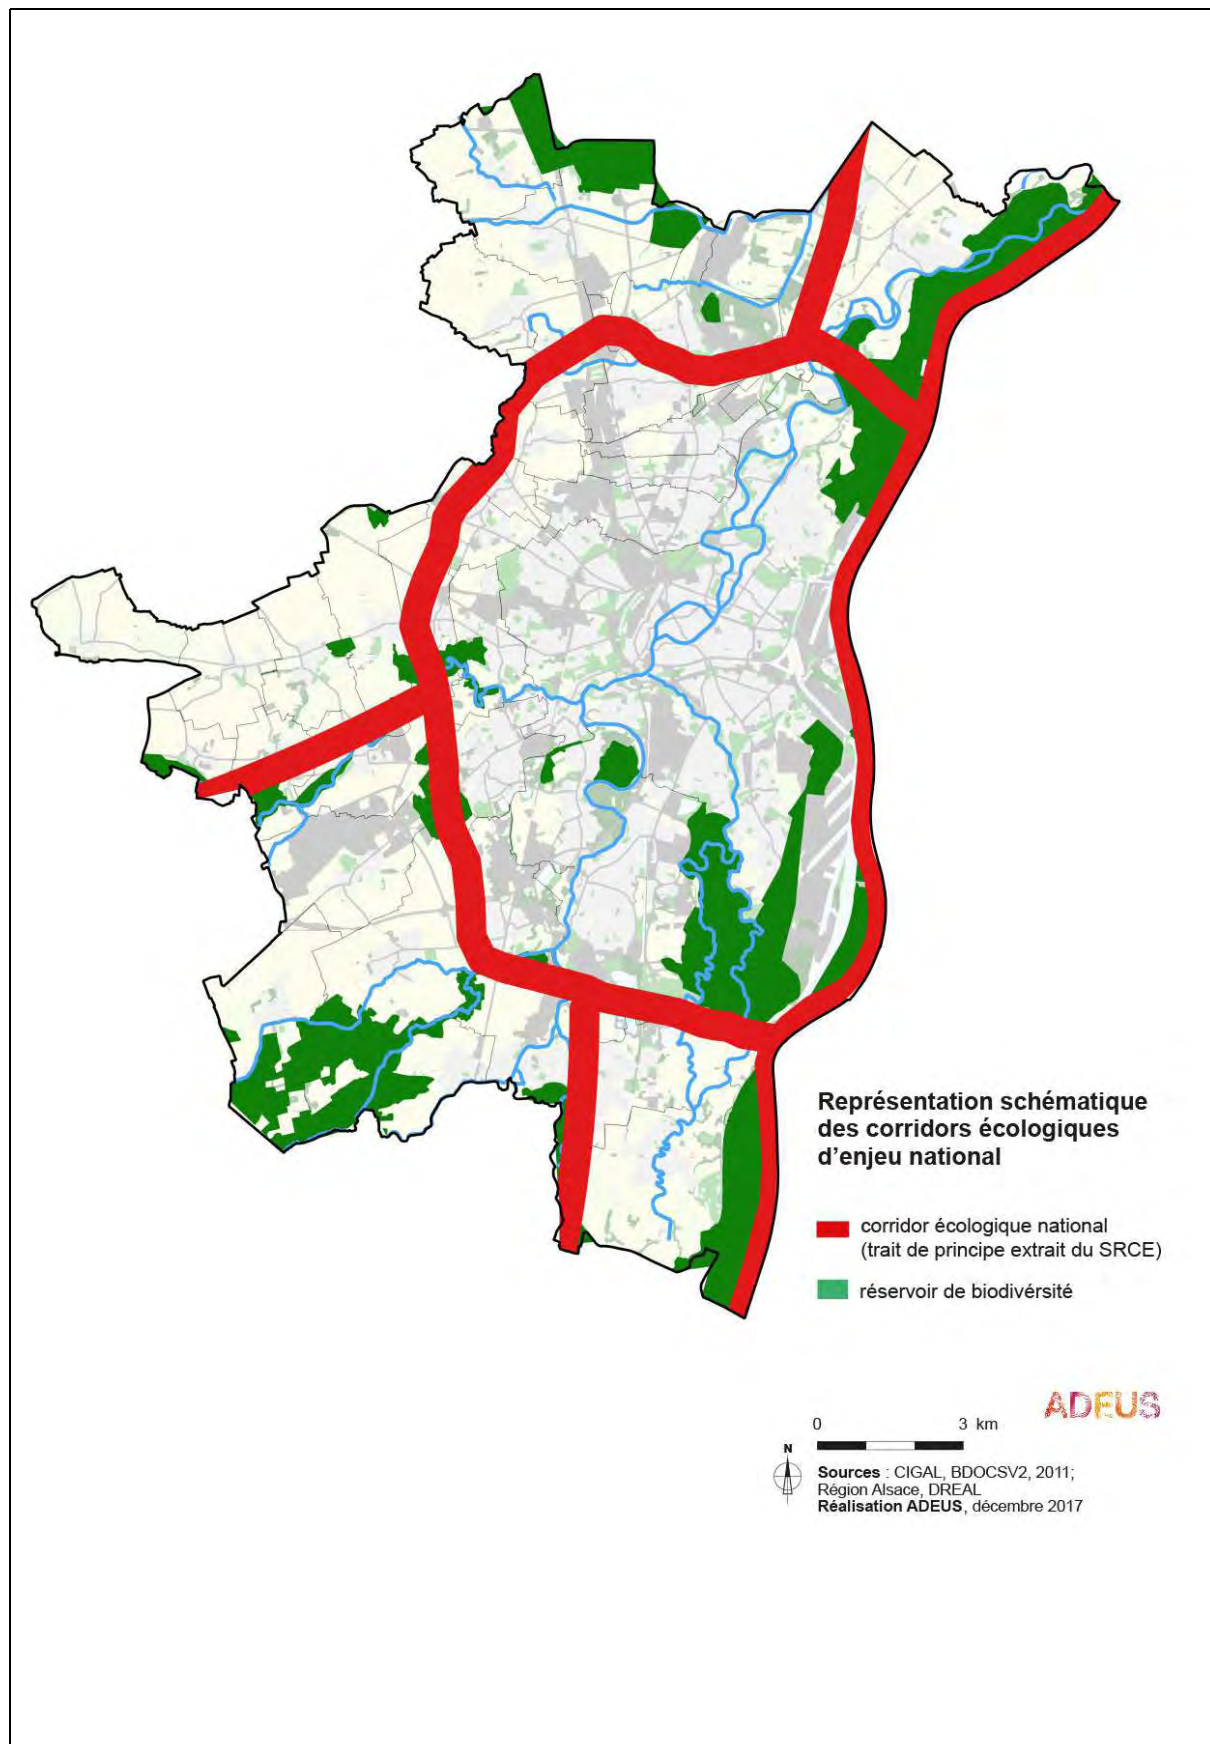 Représentation schématique
des corridors écologiques
d'enjeu national
corridor écologique national
(trait de principe extrait du SRCE)
réservoir de biodivérsité
ADEUS
0 3 km
N
Sources : CIGAL, BDOCSV2, 2011;
Région Alsace, DREAL
Réalisation ADEUS, décembre 2017